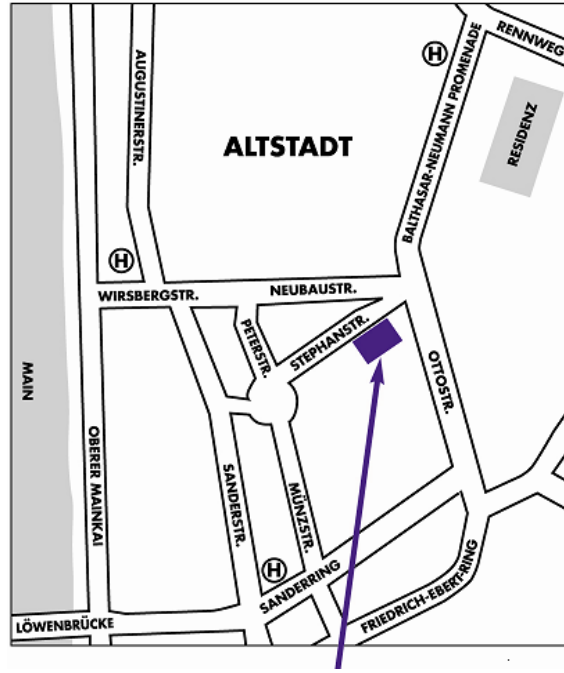 RENNWEG
H
AUGUSTINERSTR.
BALTHASAR-NEUMANN PROMENADE
ALTSTADT
RESIDENZ
H
WIRSBERGSTR.
NEUBAUSTR.
PETERSTR.
STEPHANSTR.
MAIN
OTTOSTR.
OBERER MAINKAI
SANDERSTR.
MÜNZSTR.
H
SANDERRING
FRIEDRICH-EBERT-RING
LÖWENBRÜCKE